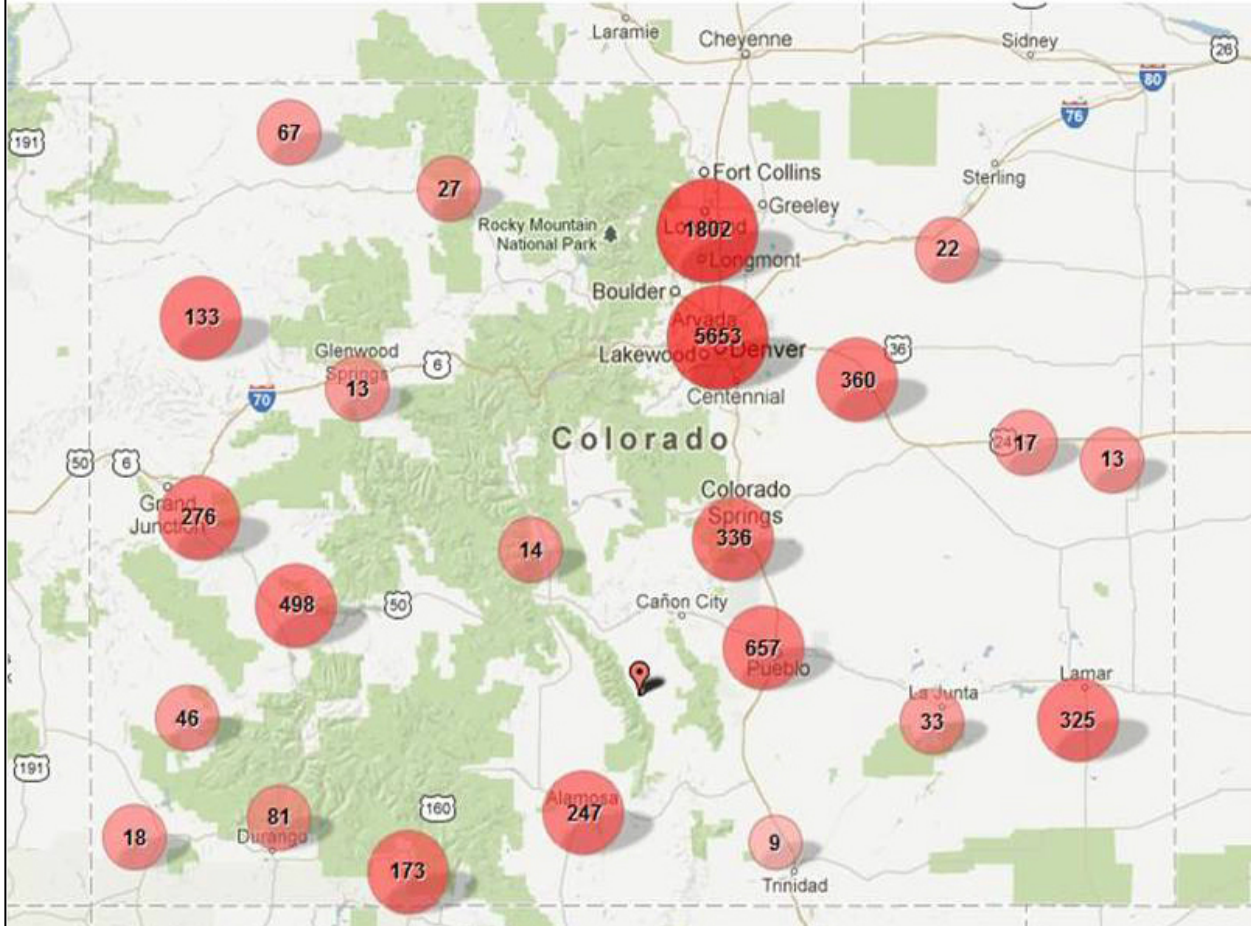 Laramie
Cheyenne
Sidney
26
80
76
191
67
27
Fort Collins
Sterling
Greeley
Rocky Mountain
National Park
1802
Longmont
22
Boulder
133
Arvada
5653
Lakewood
Denver
36
Glenwood
Springs
6
13
70
360
Centennial
Colorado
24
17
13
50
6
Grand
Junction
276
Colorado
Springs
336
14
498
50
Cañon City
657
Pueblo
46
La Junta
33
Lamar
325
191
160
Alamosa
247
18
81
Durango
173
9
Trinidad